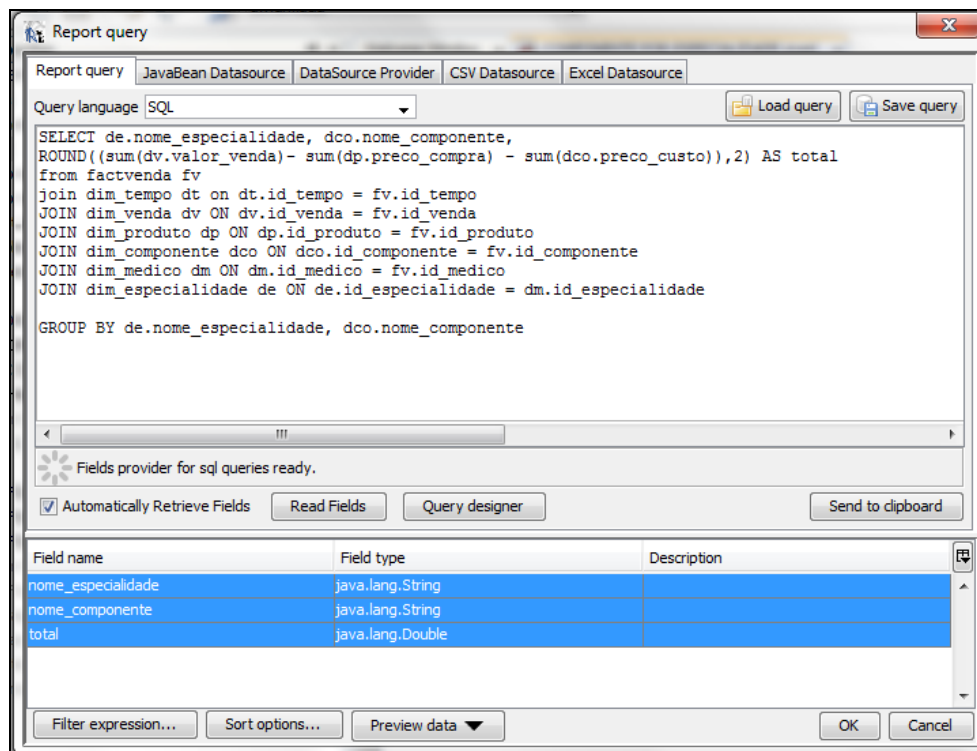 Report query
Report query JavaBean Datasource DataSource Provider CSV Datasource Excel Datasource
Query language SQL Load query Save query
SELECT de.nome_especialidade, dco.nome_componente,
ROUND((sum(dv.valor_venda)- sum(dp.preco_compra) - sum(dco.preco_custo)),2) AS total
from factvenda fv
join dim_tempo dt on dt.id_tempo = fv.id_tempo
JOIN dim_venda dv ON dv.id_venda = fv.id_venda
JOIN dim_produto dp ON dp.id_produto = fv.id_produto
JOIN dim_componente dco ON dco.id_componente = fv.id_componente
JOIN dim_medico dm ON dm.id_medico = fv.id_medico
JOIN dim_especialidade de ON de.id_especialidade = dm.id_especialidade
GROUP BY de.nome_especialidade, dco.nome_componente
Fields provider for sql queries ready.
Automatically Retrieve Fields Read Fields Query designer Send to clipboard
Field name Field type Description
nome_especialidade java.lang.String
nome_componente java.lang.String
total java.lang.Double
Filter expression... Sort options... Preview data OK Cancel